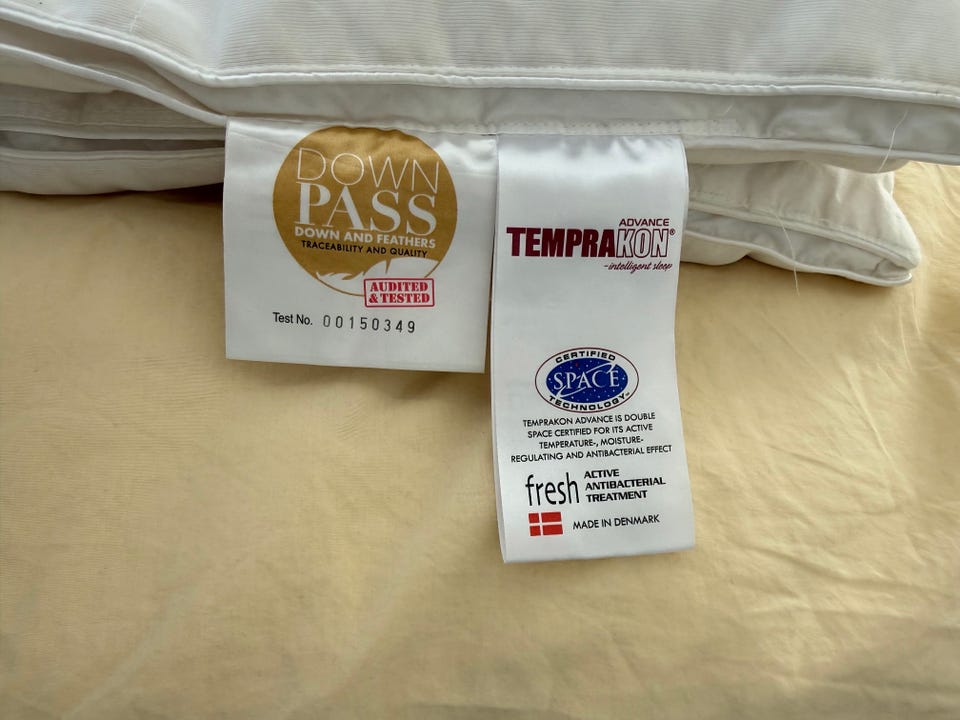 DOWN
PASS
DOWN AND FEATHERS
TRACEABILITY AND QUALITY
AUDITED
& TESTED
Test No. 00150349
ADVANCE
TEMPRAKON®
-intelligent sleep
CERTIFIED
SPACE
TECHNOLOGY™
TEMPRAKON ADVANCE IS DOUBLE
SPACE CERTIFIED FOR ITS ACTIVE
TEMPERATURE-, MOISTURE-
REGULATING AND ANTIBACTERIAL EFFECT
fresh ACTIVE
ANTIBACTERIAL
TREATMENT
MADE IN DENMARK